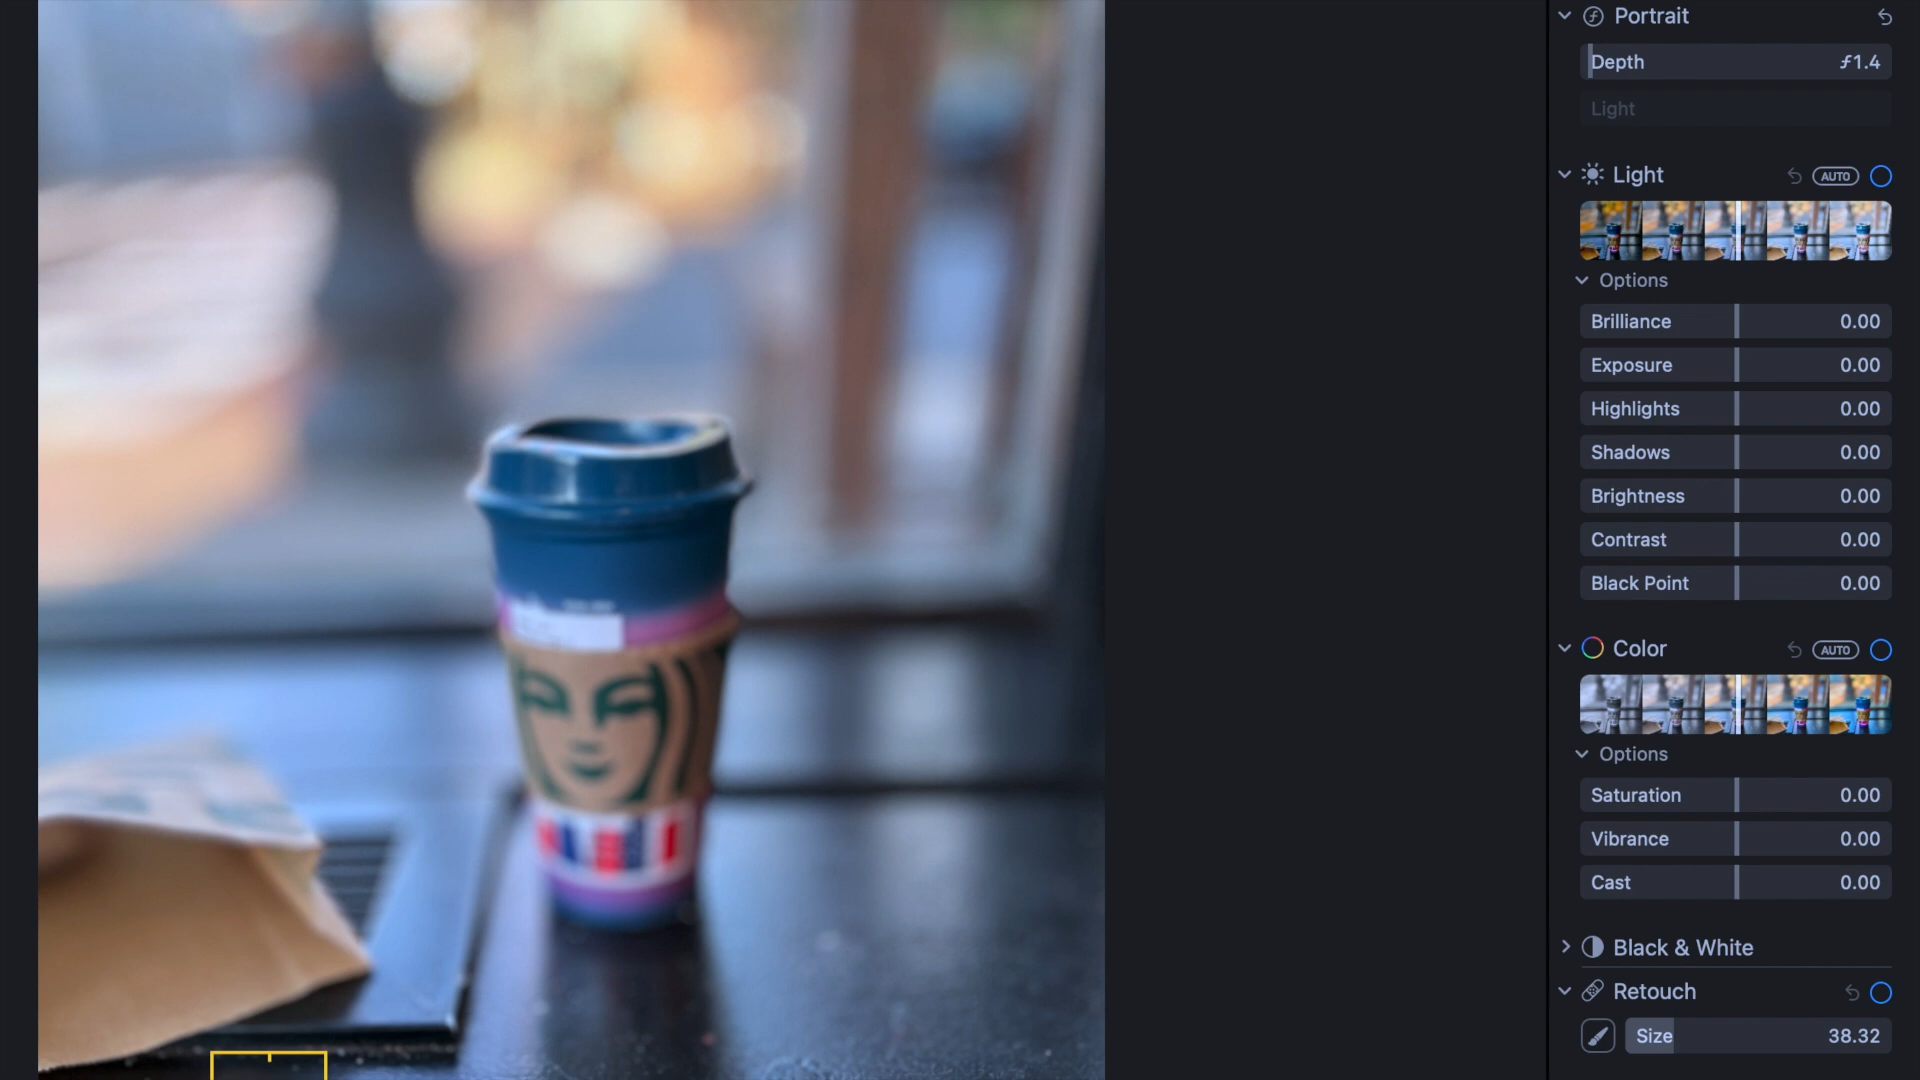 Portrait
Depth ƒ1.4
Light
Light AUTO
Options
Brilliance 0.00
Exposure 0.00
Highlights 0.00
Shadows 0.00
Brightness 0.00
Contrast 0.00
Black Point 0.00
Color AUTO
Options
Saturation 0.00
Vibrance 0.00
Cast 0.00
Black & White
Retouch
Size 38.32